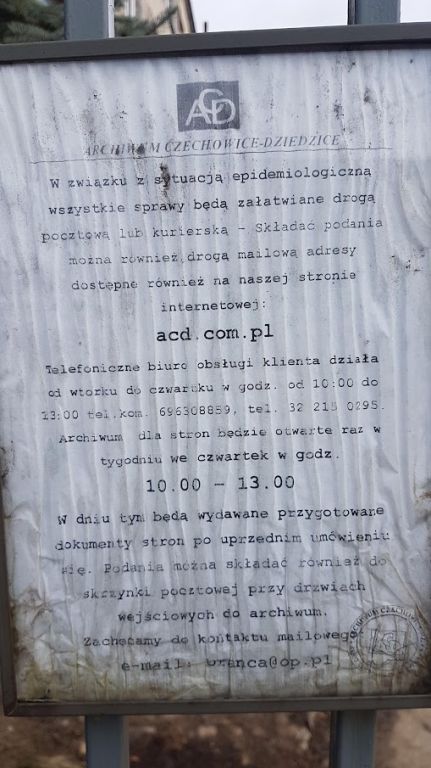 ACD
ARCHIWUM CZECHOWICE-DZIEDZICE
W związku z sytuacją epidemiologiczną
wszystkie sprawy będą załatwiane drogą
pocztową lub kurierską – Składać podania
można również drogą mailową adresy
dostępne również na naszej stronie
internetowej:
acd.com.pl
Telefoniczne biuro obsługi klienta działa
od wtorku do czwartku w godz. od 10:00 do
13:00 tel.kom. 696308859, tel. 32 215 0295.
Archiwum dla stron będzie otwarte raz w
tygodniu we czwartek w godz.
10.00 – 13.00
W dniu tym będą wydawane przygotowane
dokumenty stron po uprzednim umówieniu
się. Podania można składać również do
skrzynki pocztowej przy drzwiach
wejściowych do archiwum.
Zachęcamy do kontaktu mailowego
e-mail: branca@op.pl